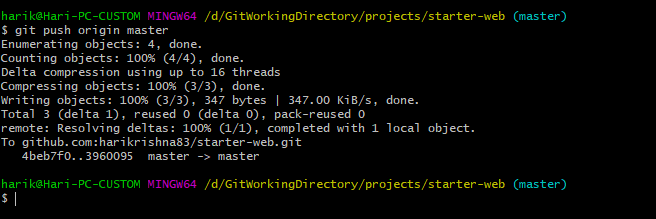 harik@Hari-PC-CUSTOM MINGW64 /d/GitWorkingDirectory/projects/starter-web (master)
$ git push origin master
Enumerating objects: 4, done.
Counting objects: 100% (4/4), done.
Delta compression using up to 16 threads
Compressing objects: 100% (3/3), done.
Writing objects: 100% (3/3), 347 bytes | 347.00 KiB/s, done.
Total 3 (delta 1), reused 0 (delta 0), pack-reused 0
remote: Resolving deltas: 100% (1/1), completed with 1 local object.
To github.com:harikrishna83/starter-web.git
   4beb7f0..3960095  master -> master
harik@Hari-PC-CUSTOM MINGW64 /d/GitWorkingDirectory/projects/starter-web (master)
$